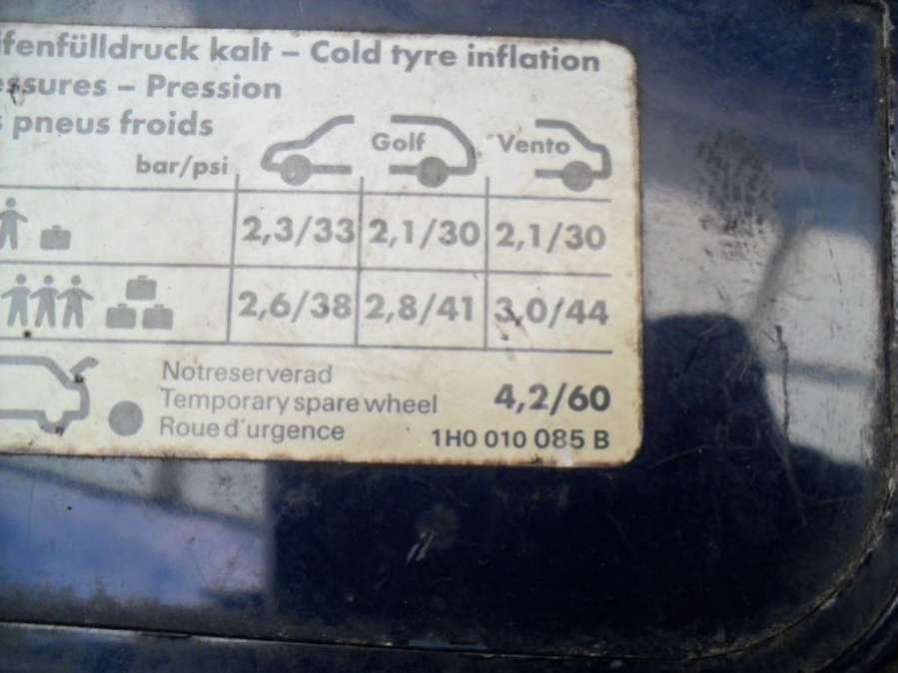 ifenfülldruck kalt – Cold tyre inflation
essures – Pression
s pneus froids
bar/psi Golf Vento
2,3/33 2,1/30 2,1/30
2,6/38 2,8/41 3,0/44
Notreserverad
Temporary spare wheel 4,2/60
Roue d'urgence 1H0 010 085 B